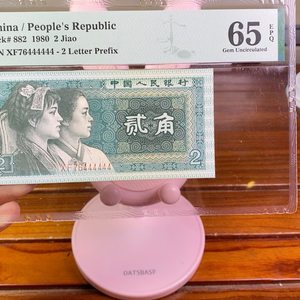 hina / People's Republic
ck# 882 1980 2 Jiao
N XF76444444 - 2 Letter Prefix
65
EPQ
Gem Uncirculated
中国人民银行
贰角
2
2
XF76444444
OATSBASF